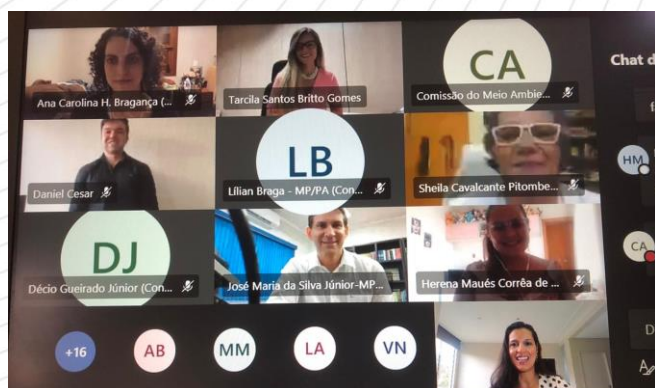 CA
Chat d
Ana Carolina H. Bragança (...
Tarcila Santos Britto Gomes
Comissão do Meio Ambie...
HM
LB
Daniel Cesar
Lílian Braga - MP/PA (Con...
Sheila Cavalcante Pitombe...
DJ
CA
Décio Gueirado Júnior (Con...
José Maria da Silva Júnior-MP...
Herena Maués Corrêa de ...
+16
AB
MM
LA
VN
D